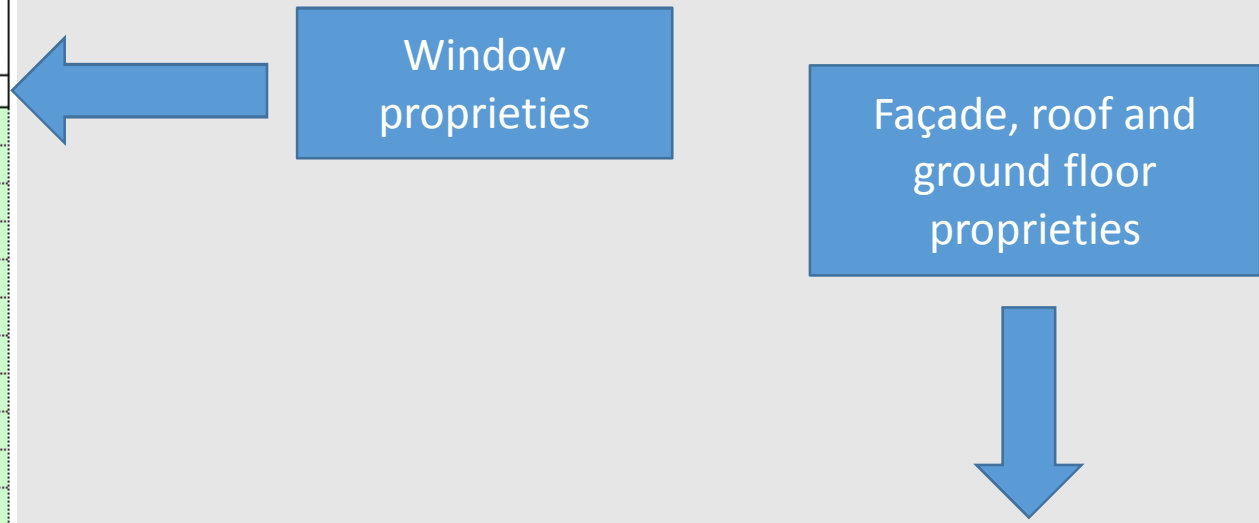 Window
proprieties
Façade, roof and
ground floor
proprieties